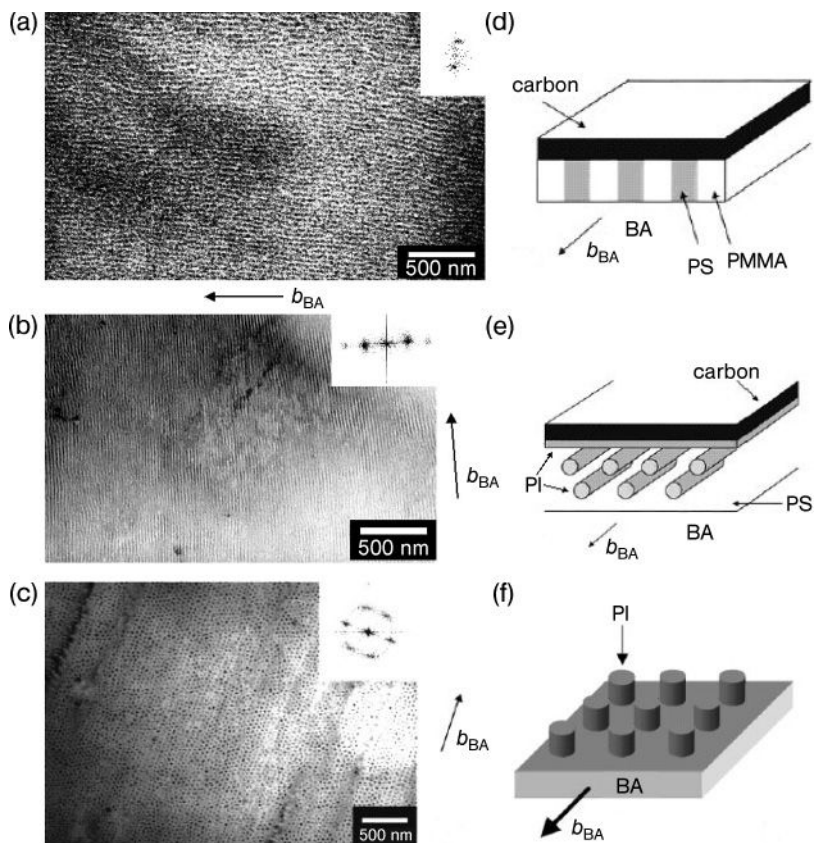 (a)
500 nm
b_BA
(b)
b_BA
500 nm
(c)
b_BA
500 nm
(d)
carbon
BA
b_BA
PS
PMMA
(e)
carbon
PI
PS
BA
b_BA
(f)
PI
BA
b_BA